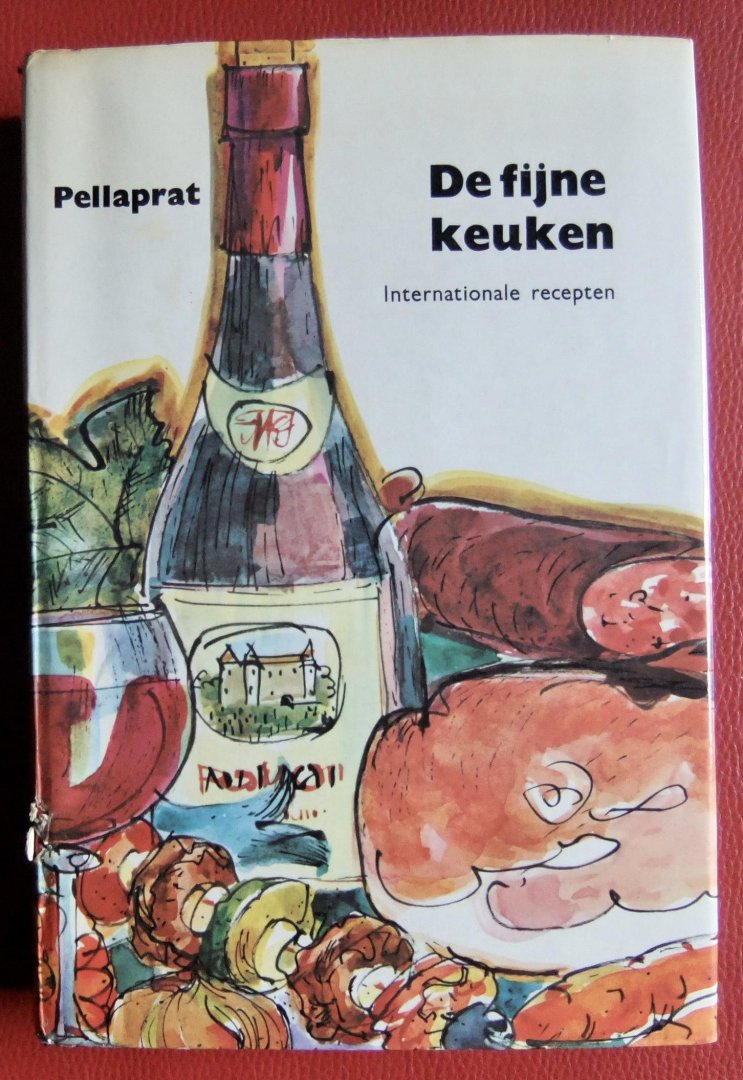 Pellaprat
De fijne
keuken
Internationale recepten